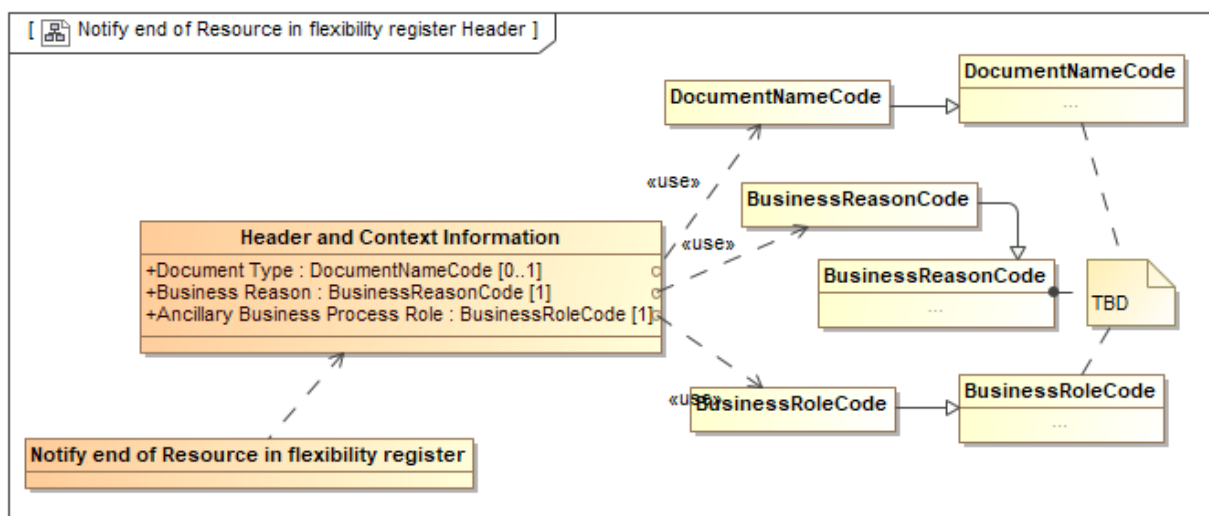 [ Notify end of Resource in flexibility register Header ]
DocumentNameCode
...
DocumentNameCode
«use»
BusinessReasonCode
«use»
Header and Context Information
+Document Type : DocumentNameCode [0..1]
+Business Reason : BusinessReasonCode [1]
+Ancillary Business Process Role : BusinessRoleCode [1]
BusinessReasonCode
...
TBD
«use»
BusinessRoleCode
BusinessRoleCode
...
Notify end of Resource in flexibility register